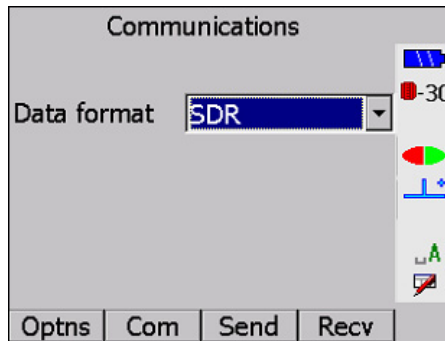 Communications
-30
Data format SDR
A
Optns Com Send Recv